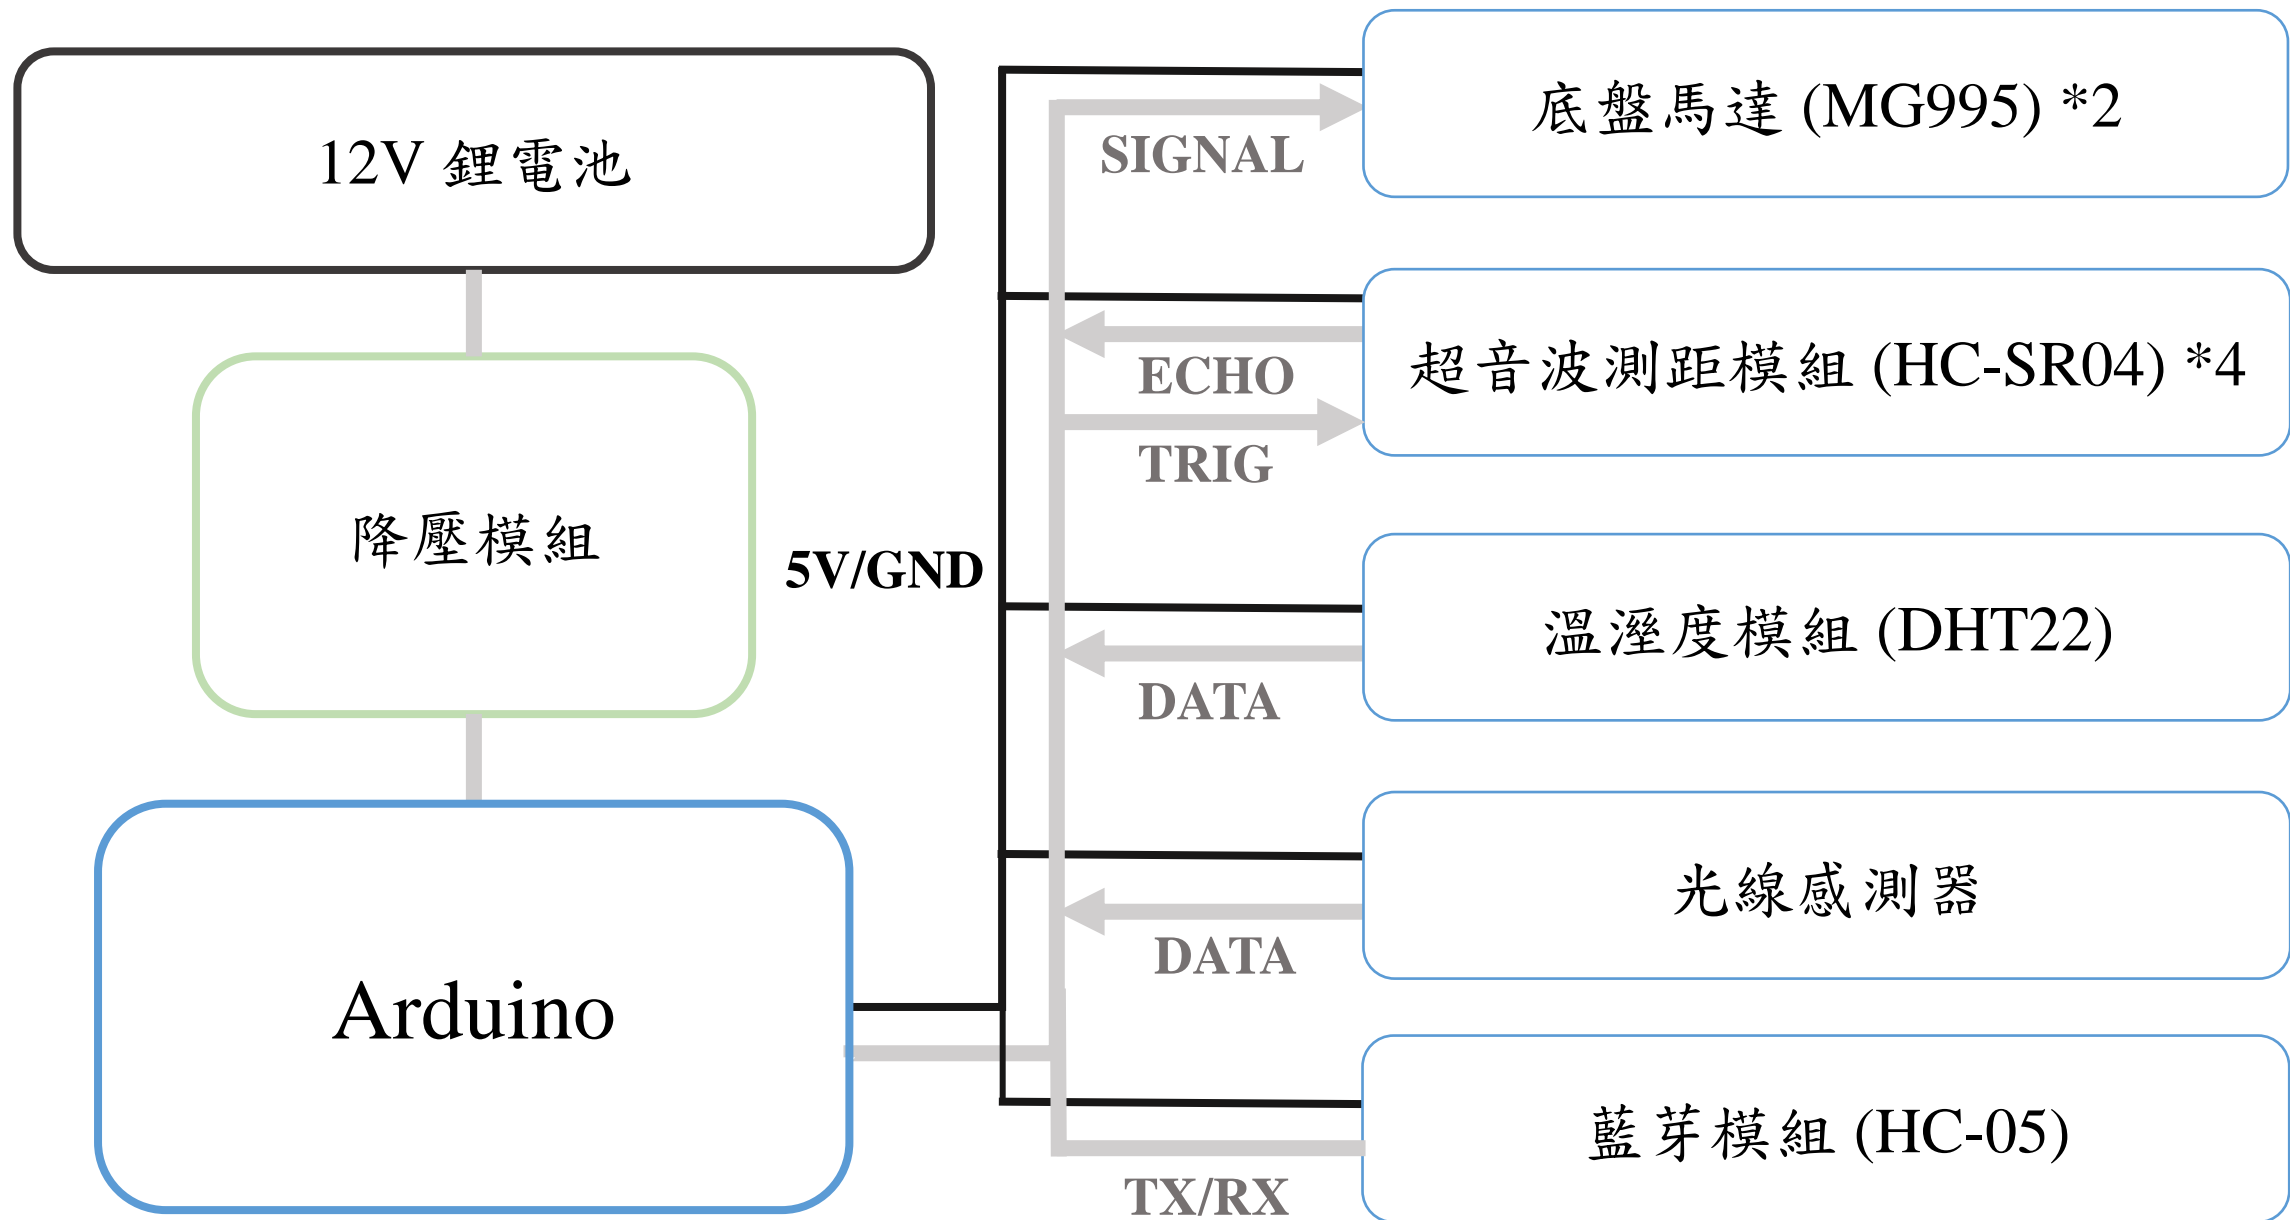 12V 鋰電池
降壓模組
5V/GND
Arduino
底盤馬達 (MG995) *2
SIGNAL
超音波測距模組 (HC-SR04) *4
ECHO
TRIG
溫溼度模組 (DHT22)
DATA
光線感測器
DATA
藍芽模組 (HC-05)
TX/RX